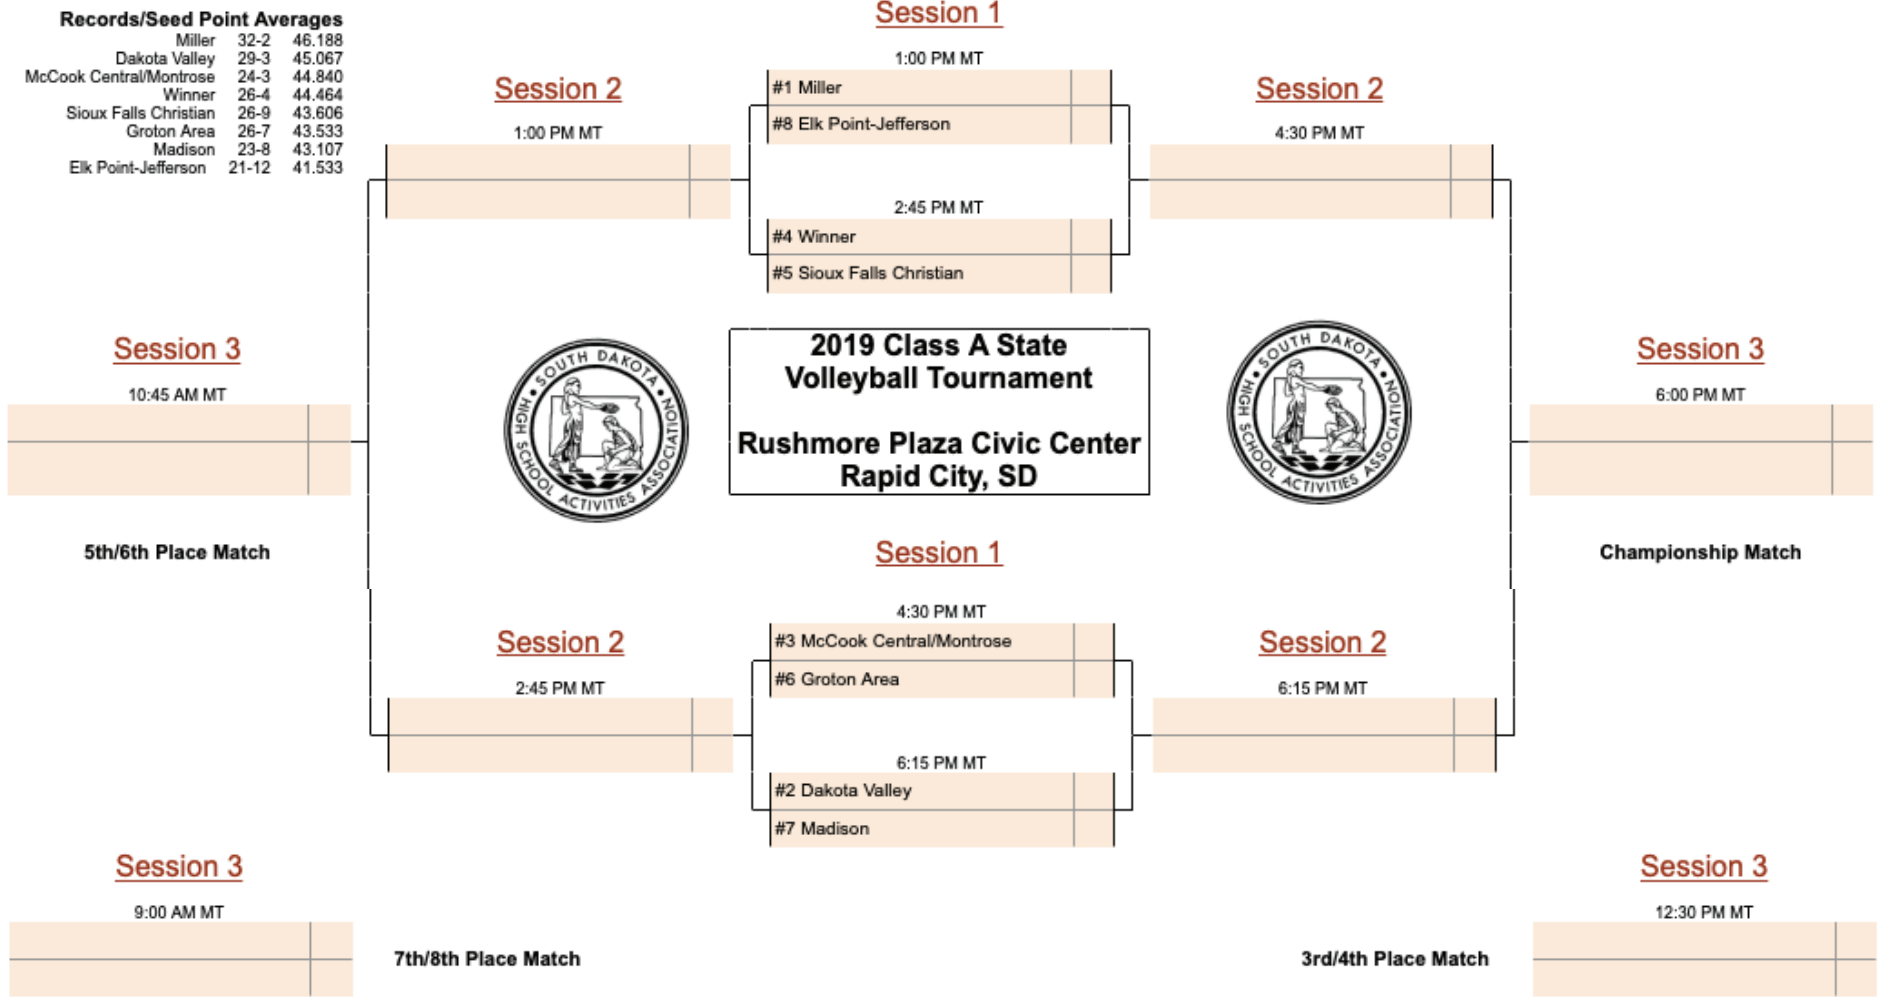 Records/Seed Point Averages
Miller 32-2 46.188
Dakota Valley 29-3 45.067
McCook Central/Montrose 24-3 44.840
Winner 26-4 44.464
Sioux Falls Christian 26-9 43.606
Groton Area 26-7 43.533
Madison 23-8 43.107
Elk Point-Jefferson 21-12 41.533
Session 1
1:00 PM MT
#1 Miller
#8 Elk Point-Jefferson
2:45 PM MT
#4 Winner
#5 Sioux Falls Christian
Session 2
1:00 PM MT
Session 2
4:30 PM MT
Session 3
10:45 AM MT
5th/6th Place Match
SOUTH DAKOTA
HIGH SCHOOL ACTIVITIES ASSOCIATION
2019 Class A State
Volleyball Tournament
Rushmore Plaza Civic Center
Rapid City, SD
SOUTH DAKOTA
HIGH SCHOOL ACTIVITIES ASSOCIATION
Session 3
6:00 PM MT
Championship Match
Session 1
4:30 PM MT
#3 McCook Central/Montrose
#6 Groton Area
6:15 PM MT
#2 Dakota Valley
#7 Madison
Session 2
2:45 PM MT
Session 2
6:15 PM MT
Session 3
9:00 AM MT
7th/8th Place Match
Session 3
12:30 PM MT
3rd/4th Place Match